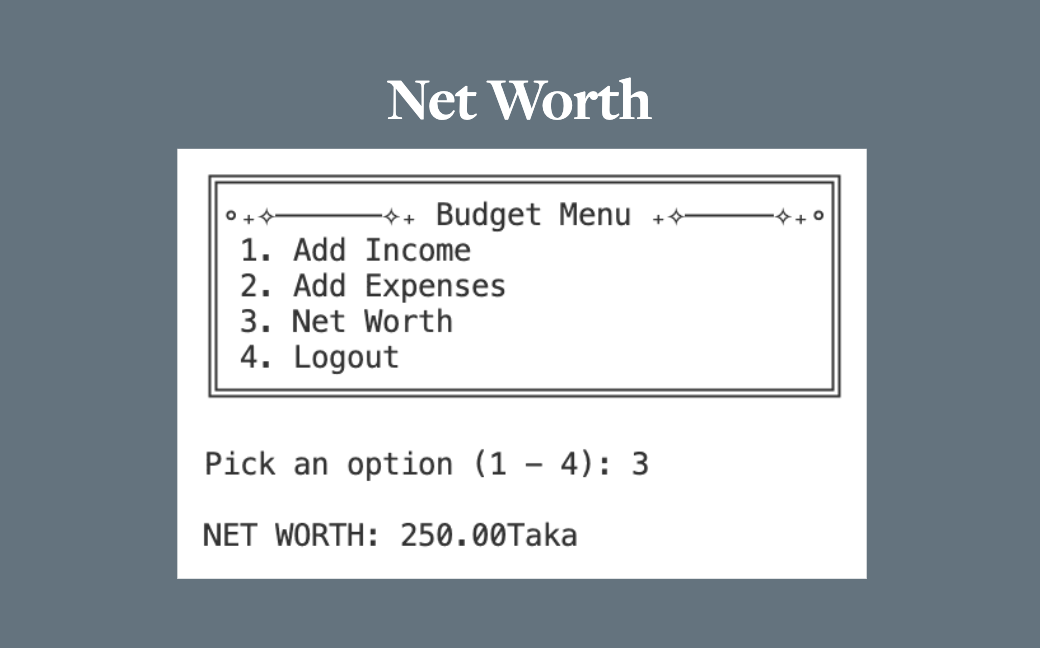 Net Worth
∘₊✧──────✧₊ Budget Menu ₊✧─────✧₊∘
1. Add Income
2. Add Expenses
3. Net Worth
4. Logout
Pick an option (1 – 4): 3
NET WORTH: 250.00Taka